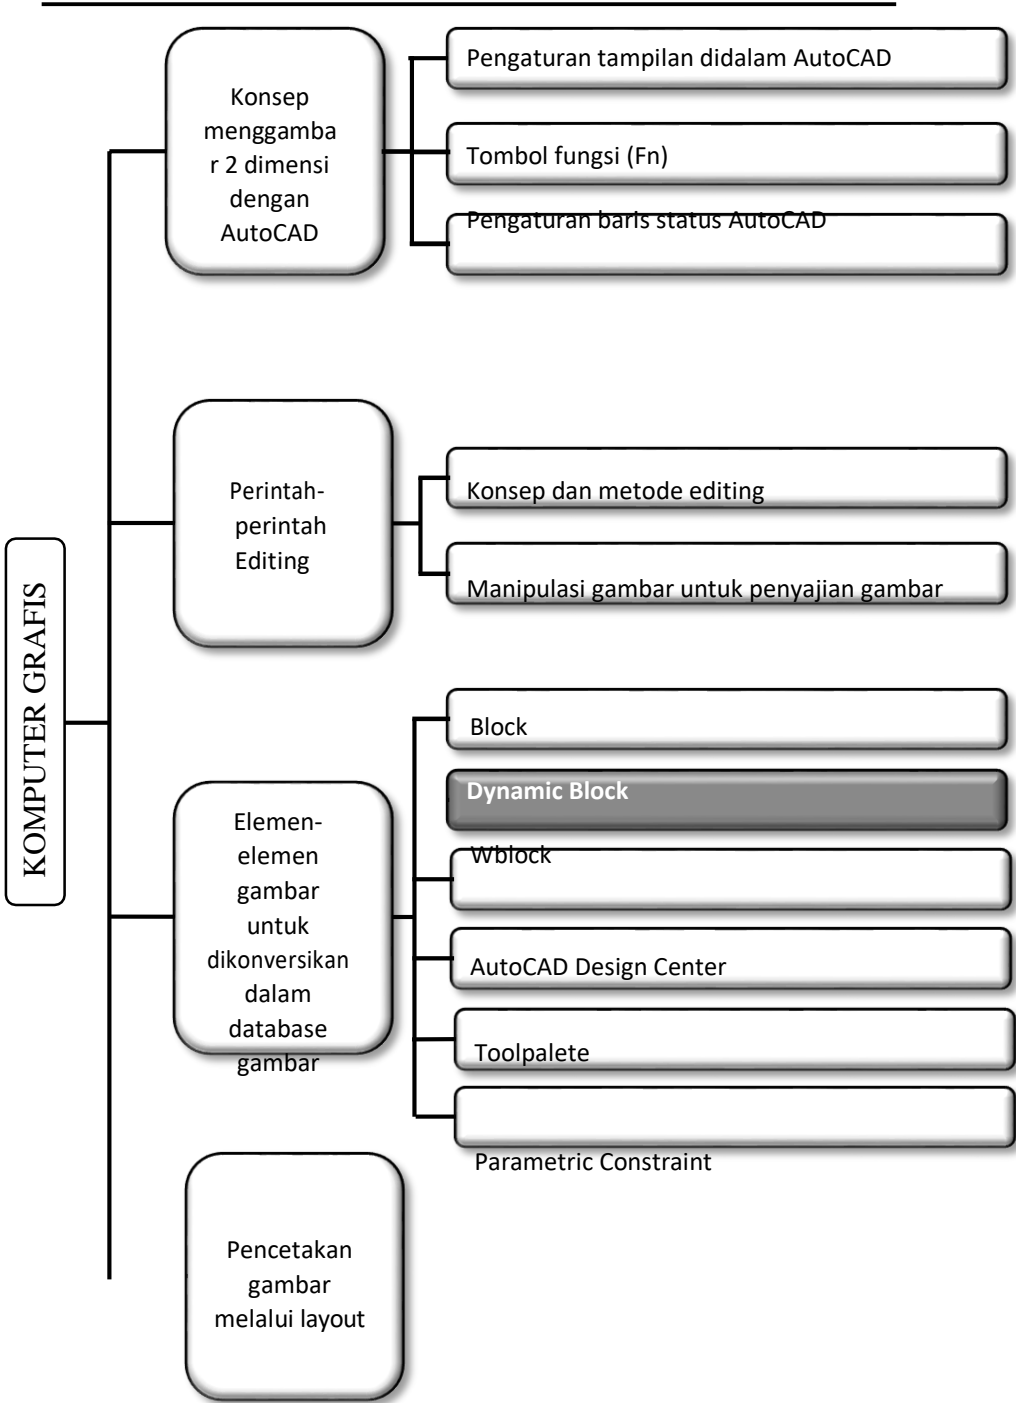 KOMPUTER GRAFIS
Konsep
menggamba
r 2 dimensi
dengan
AutoCAD
Pengaturan tampilan didalam AutoCAD
Tombol fungsi (Fn)
Pengaturan baris status AutoCAD
Perintah-
perintah
Editing
Konsep dan metode editing
Manipulasi gambar untuk penyajian gambar
Elemen-
elemen
gambar
untuk
dikonversikan
dalam
database
gambar
Block
Dynamic Block
Wblock
AutoCAD Design Center
Toolpalete
Parametric Constraint
Pencetakan
gambar
melalui layout